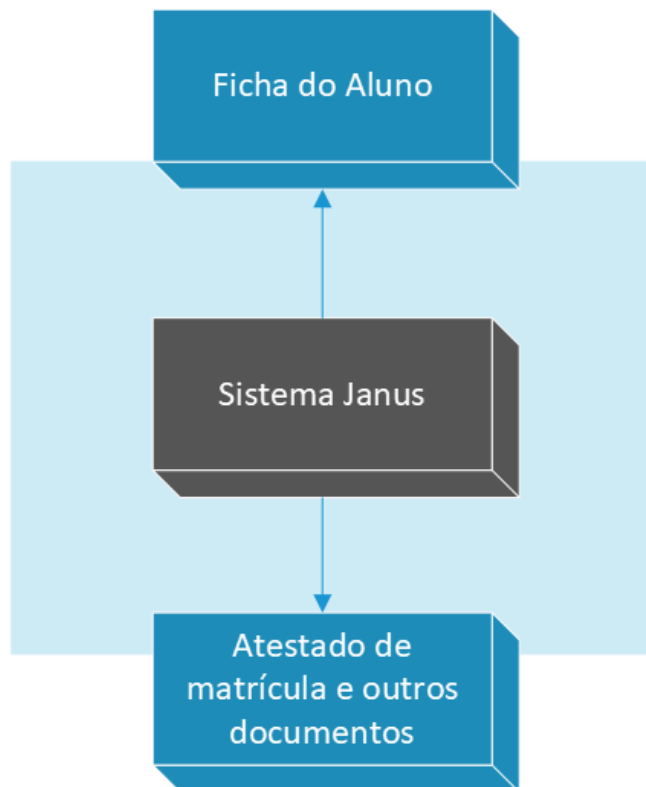 Ficha do Aluno
Sistema Janus
Atestado de
matrícula e outros
documentos